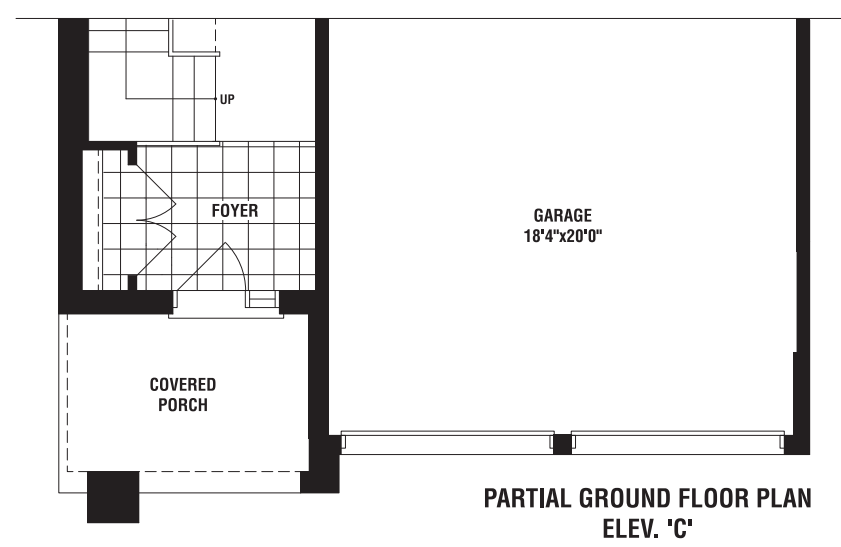 UP
FOYER
GARAGE
18'4"x20'0"
COVERED
PORCH
PARTIAL GROUND FLOOR PLAN
ELEV. 'C'